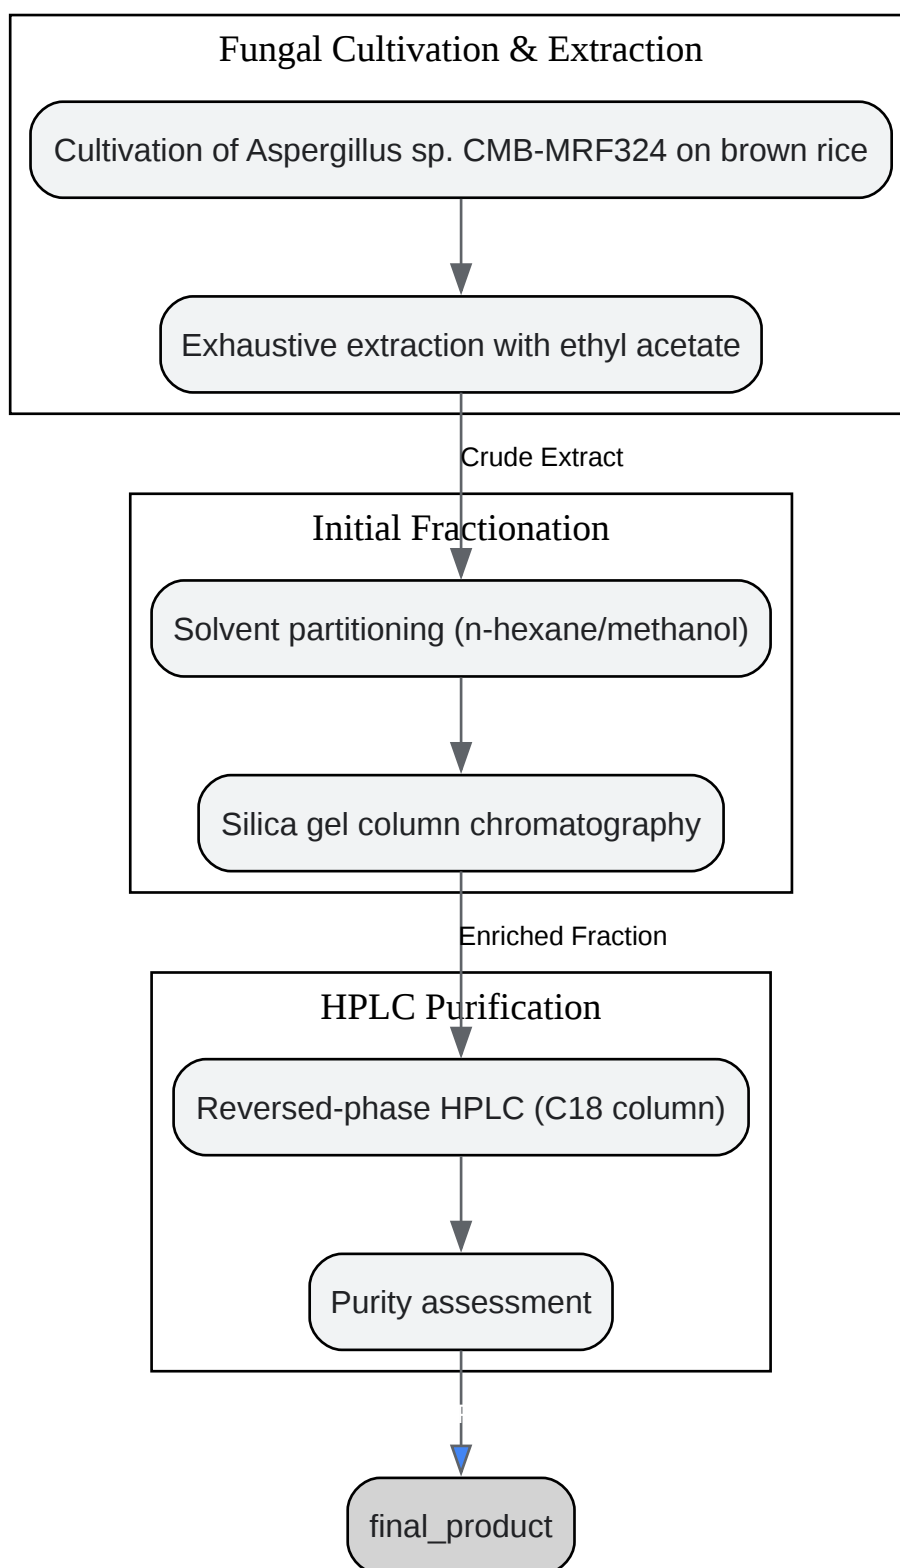 Fungal Cultivation & Extraction
Cultivation of Aspergillus sp. CMB-MRF324 on brown rice
Exhaustive extraction with ethyl acetate
Crude Extract
Initial Fractionation
Solvent partitioning (n-hexane/methanol)
Silica gel column chromatography
Enriched Fraction
HPLC Purification
Reversed-phase HPLC (C18 column)
Purity assessment
final_product